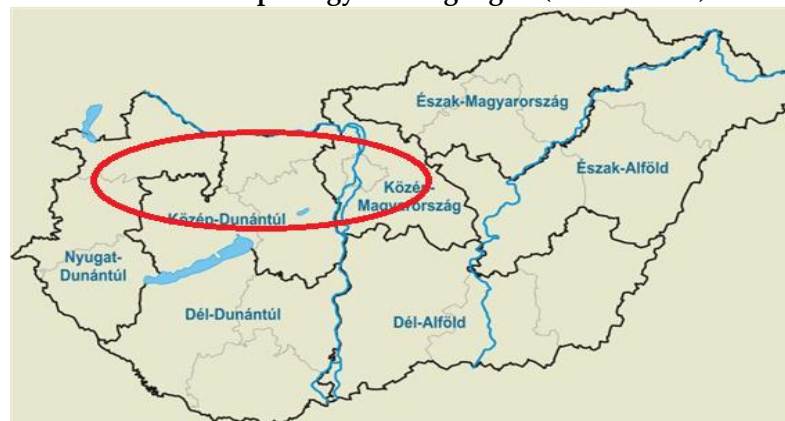 Észak-Magyarország
Észak-Alföld
Közép-
Magyarország
Közép-Dunántúl
Nyugat-
Dunántúl
Dél-Dunántúl
Dél-Alföld